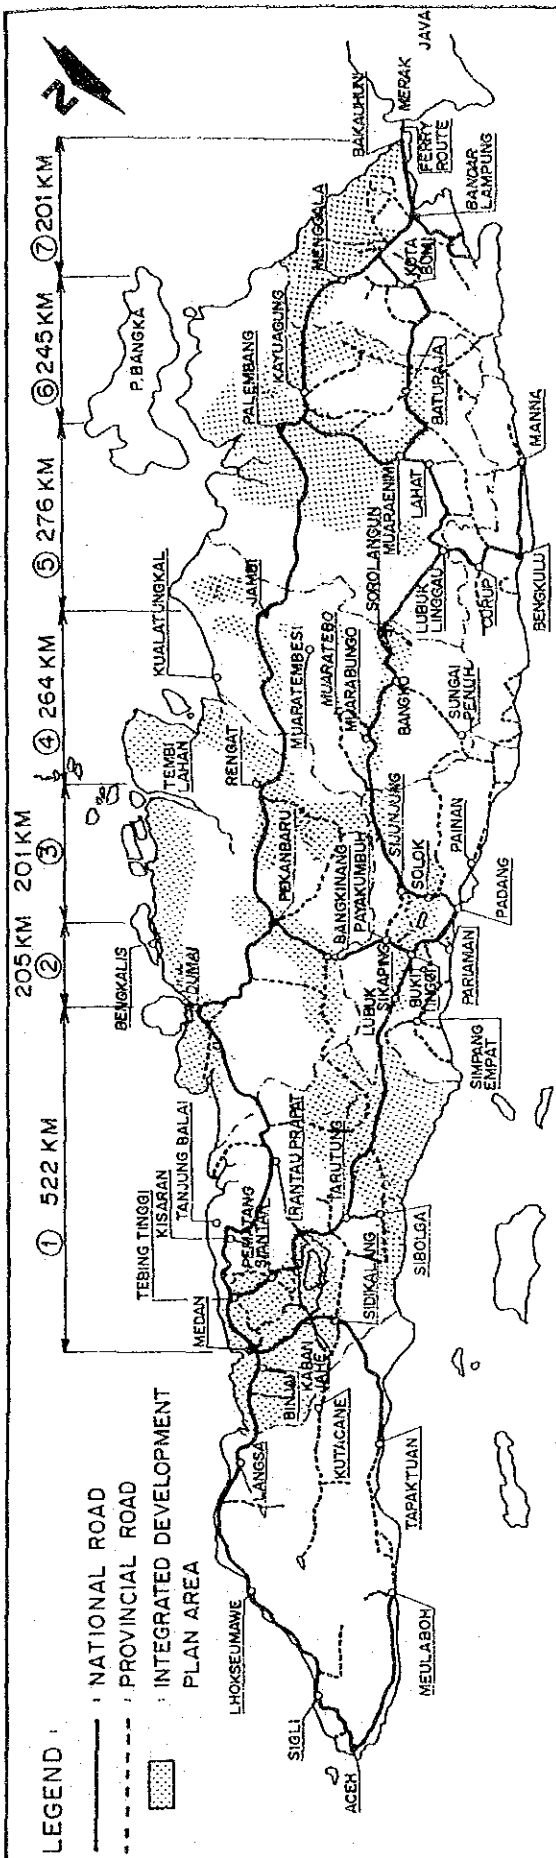 LEGEND :
: NATIONAL ROAD
: PROVINCIAL ROAD
: INTEGRATED DEVELOPMENT
PLAN AREA
N
① 522 KM
② 205 KM
③ 201 KM
④ 264 KM
⑤ 276 KM
⑥ 245 KM
⑦ 201 KM
ACEH
SIGLI
LHOKSEUMAWE
LANGSA
MEULABOH
TAPAKTUAN
KUTACANE
BINJAI
KABAN
JAHE
MEDAN
TEBING TINGGI
KISARAN
TANJUNG BALAI
PEMATANG
SIANTAR
RANTAU PRAPAT
TARUTUNG
SIDIKALANG
SIBOLGA
BENGKALIS
DUMAI
PEKANBARU
BANGKINANG
PAYAKUMBUH
LUBUK
SIKAPING
BUKIT
TINGGI
SIMPANG
EMPAT
PARIAMAN
PADANG
SOLOK
SIJUNJUNG
PAINAN
TEMBI
LAHAN
RENGAT
KUALATUNGKAL
JAMBI
MUARATEMBESI
MUARATEBO
MUARABUNGO
BANGKO
SUNGAI
PENUH
SOROLANGUN
MUARAENIM
LUBUK
LINGGAU
LAHAT
CURUP
BENGKULU
MANNA
P. BANGKA
PALEMBANG
KAYUAGUNG
BATURAJA
MENGGALA
KOTA
BUMI
BANDAR
LAMPUNG
BAKAUHUNI
FERRY
ROUTE
MERAK
JAVA